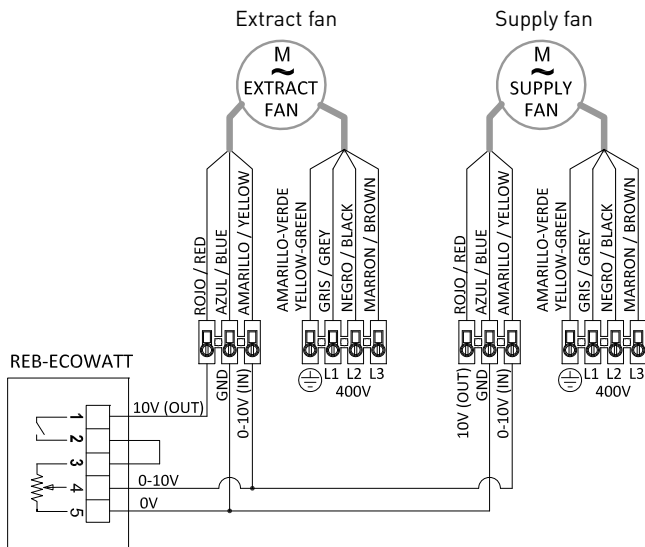 Extract fan
Supply fan
M
~
EXTRACT
FAN
M
~
SUPPLY
FAN
ROJO / RED
AZUL / BLUE
AMARILLO / YELLOW
AMARILLO-VERDE
YELLOW-GREEN
GRIS / GREY
NEGRO / BLACK
MARRON / BROWN
ROJO / RED
AZUL / BLUE
AMARILLO / YELLOW
AMARILLO-VERDE
YELLOW-GREEN
GRIS / GREY
NEGRO / BLACK
MARRON / BROWN
L1 L2 L3
400V
L1 L2 L3
400V
REB-ECOWATT
10V (OUT)
GND
0-10V (IN)
10V (OUT)
GND
0-10V (IN)
1
2
3
4
5
0-10V
0V